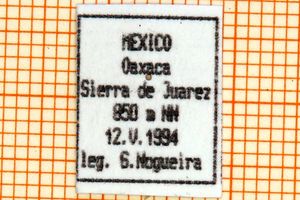 MEXICO
Oaxaca
Sierra de Juarez
850 m NN
12.V.1994
leg. G.Nogueira